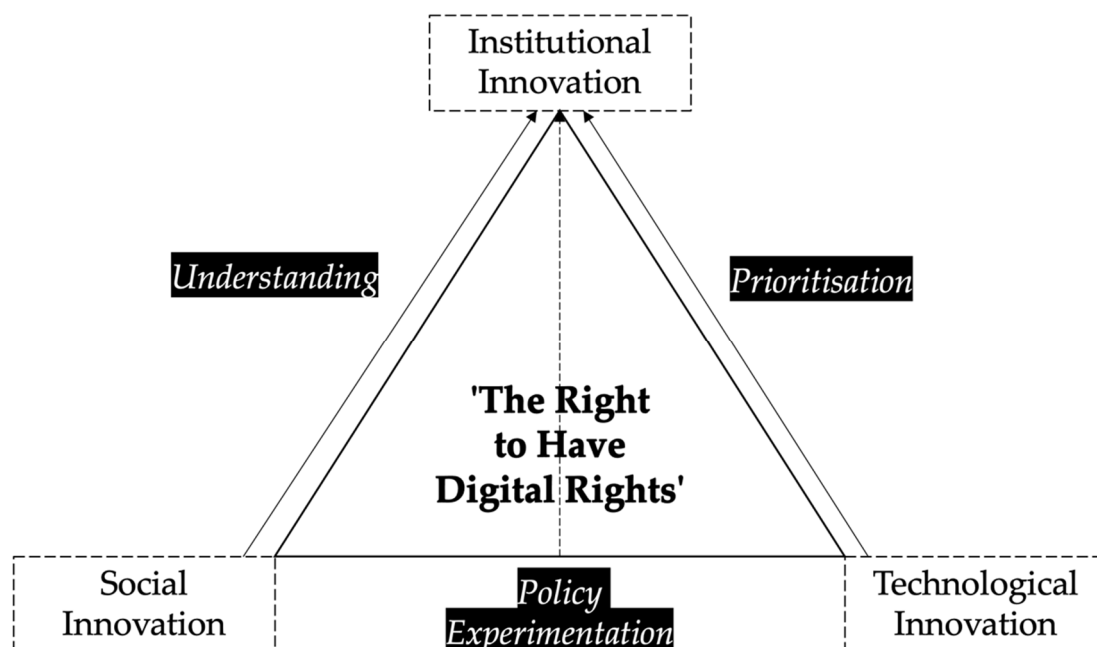 Institutional
Innovation
Understanding
Prioritisation
'The Right
to Have
Digital Rights'
Social
Innovation
Policy
Experimentation
Technological
Innovation